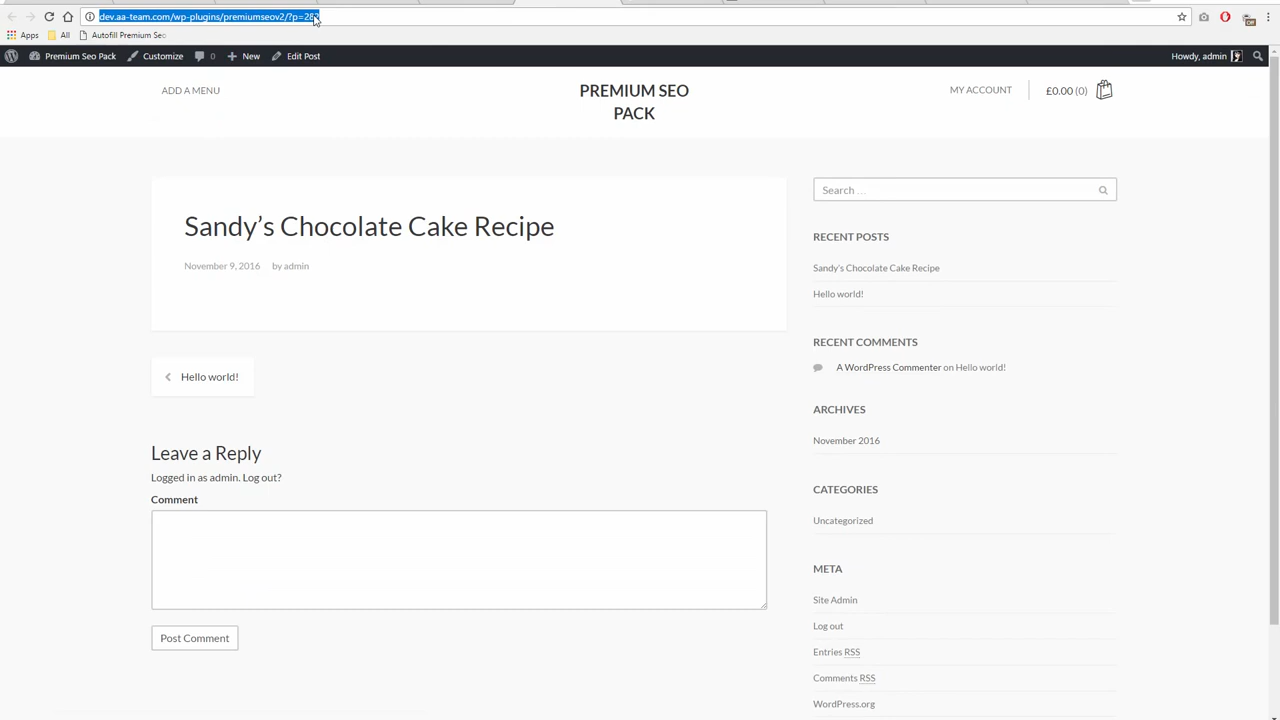 dev.aa-team.com/wp-plugins/premiumseov2/?p=28
Apps All Autofill Premium Seo
Premium Seo Pack Customize 0 New Edit Post Howdy, admin
ADD A MENU
PREMIUM SEO
PACK
MY ACCOUNT £0.00 (0)
Sandy’s Chocolate Cake Recipe
November 9, 2016 by admin
Hello world!
Leave a Reply
Logged in as admin. Log out?
Comment
Post Comment
Search …
RECENT POSTS
Sandy’s Chocolate Cake Recipe
Hello world!
RECENT COMMENTS
A WordPress Commenter on Hello world!
ARCHIVES
November 2016
CATEGORIES
Uncategorized
META
Site Admin
Log out
Entries RSS
Comments RSS
WordPress.org